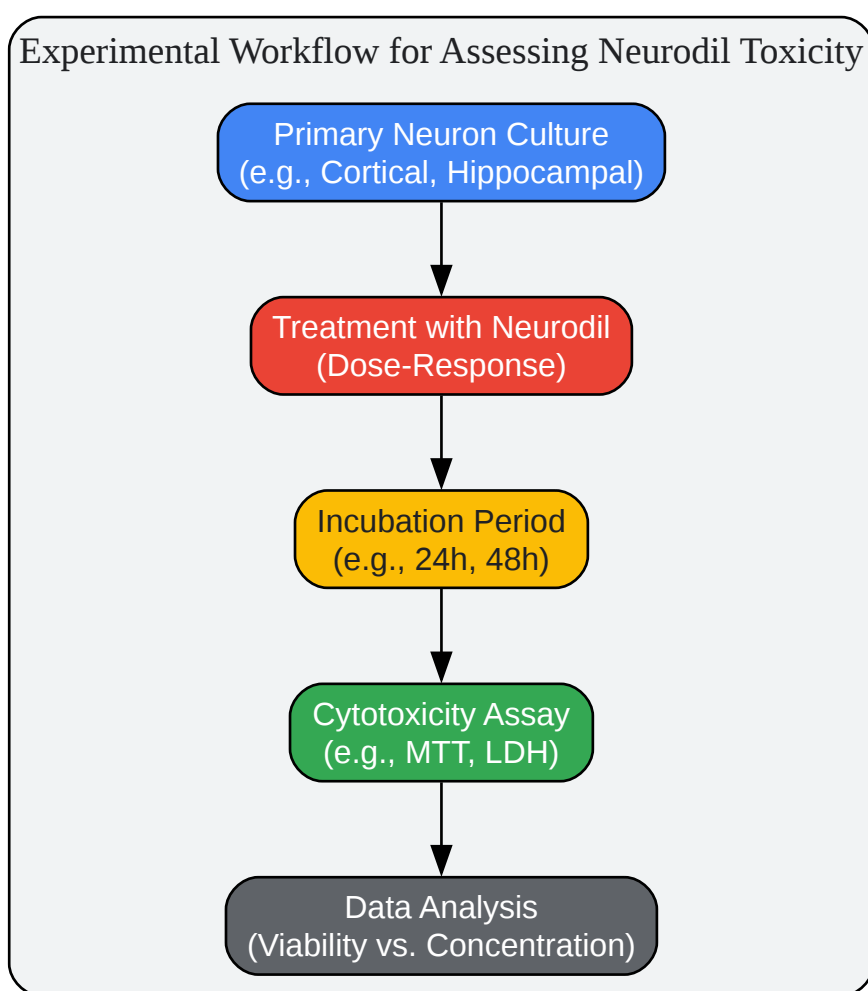 Experimental Workflow for Assessing Neurodil Toxicity
Primary Neuron Culture
(e.g., Cortical, Hippocampal)
Treatment with Neurodil
(Dose-Response)
Incubation Period
(e.g., 24h, 48h)
Cytotoxicity Assay
(e.g., MTT, LDH)
Data Analysis
(Viability vs. Concentration)